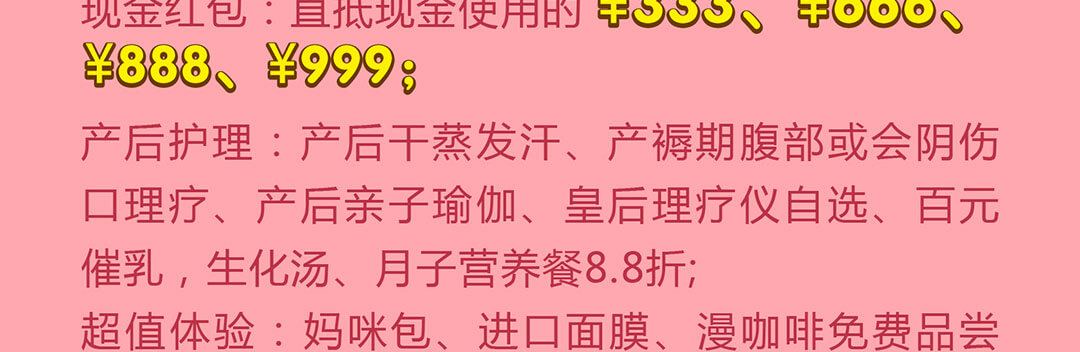 现金红包：直抵现金使用的 ¥333、¥666、
¥888、¥999；
产后护理：产后干蒸发汗、产褥期腹部或会阴伤
口理疗、产后亲子瑜伽、皇后理疗仪自选、百元
催乳，生化汤、月子营养餐8.8折;
超值体验：妈咪包、进口面膜、漫咖啡免费品尝